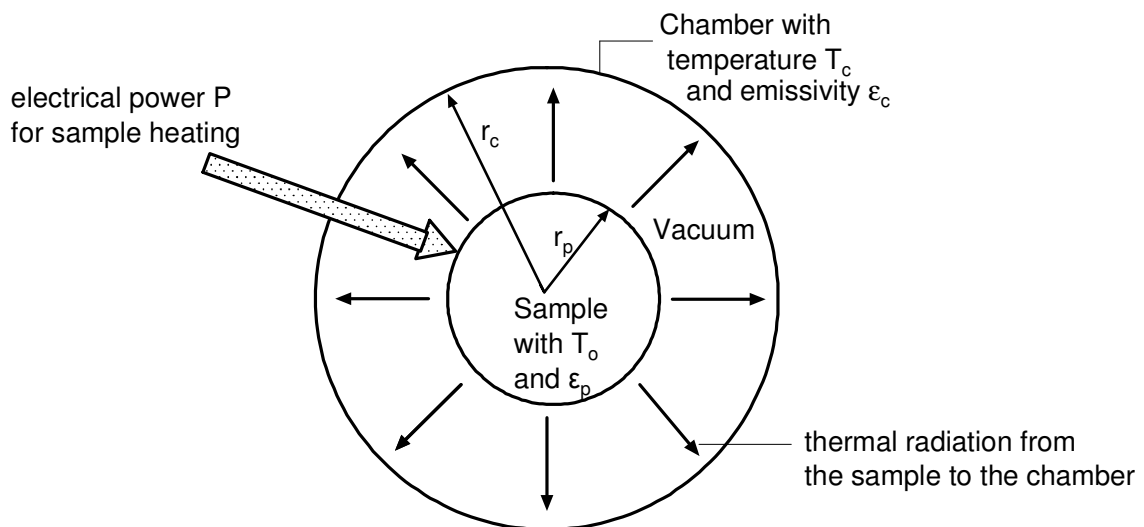 Chamber with
temperature T_c
and emissivity ε_c
electrical power P
for sample heating
r_c
r_p
Vacuum
Sample
with T_o
and ε_p
thermal radiation from
the sample to the chamber